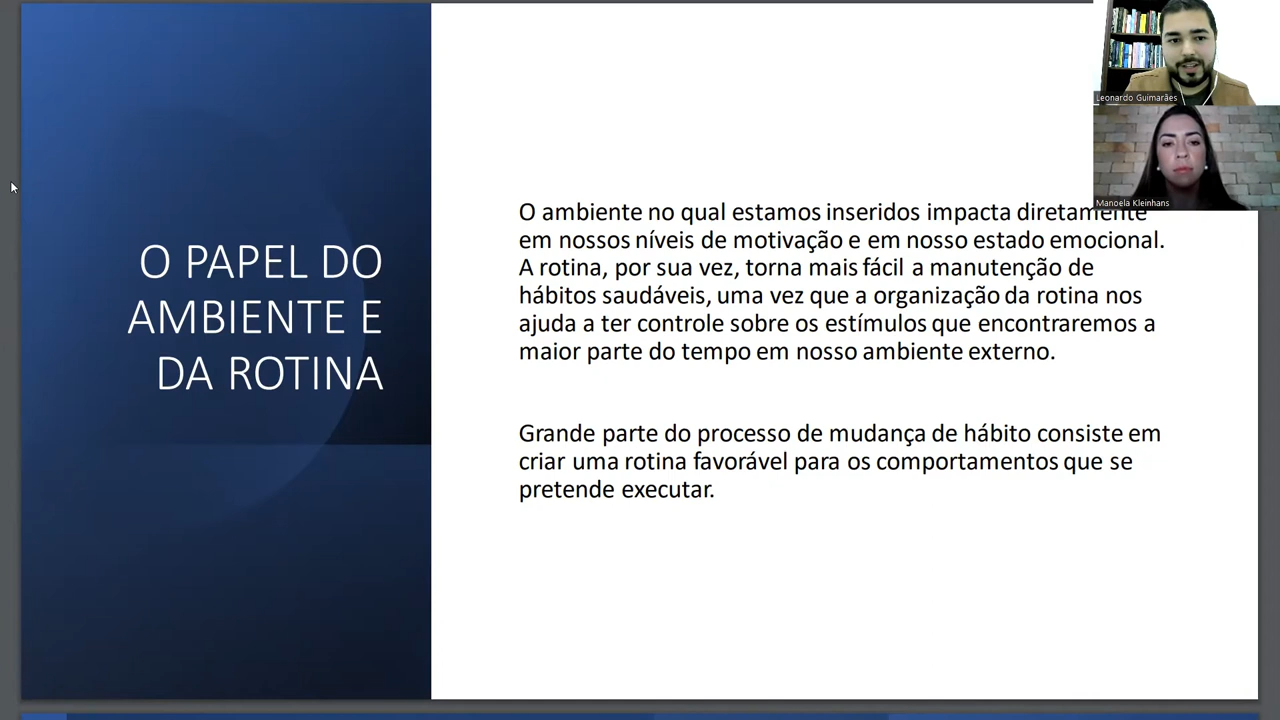 O PAPEL DO
AMBIENTE E
DA ROTINA
O ambiente no qual estamos inseridos impacta diretamente
em nossos níveis de motivação e em nosso estado emocional.
A rotina, por sua vez, torna mais fácil a manutenção de
hábitos saudáveis, uma vez que a organização da rotina nos
ajuda a ter controle sobre os estímulos que encontraremos a
maior parte do tempo em nosso ambiente externo.
Grande parte do processo de mudança de hábito consiste em
criar uma rotina favorável para os comportamentos que se
pretende executar.
Leonardo Guimarães
Manoela Kleinhans